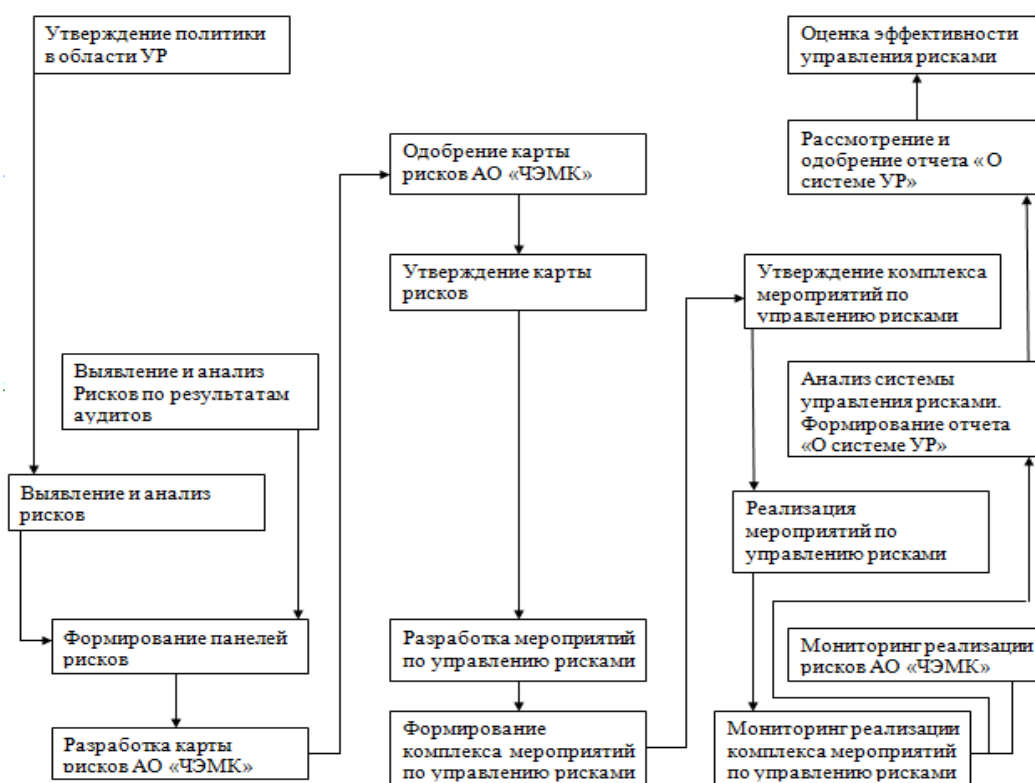 Утверждение политики
в области УР
Выявление и анализ
Рисков по результатам
аудитов
Выявление и анализ
рисков
Формирование панелей
рисков
Разработка карты
рисков АО «ЧЭМК»
Одобрение карты
рисков АО «ЧЭМК»
Утверждение карты
рисков
Разработка мероприятий
по управлению рисками
Формирование
комплекса мероприятий
по управлению рисками
Утверждение комплекса
мероприятий по
управлению рисками
Реализация
мероприятий по
управлению рисками
Мониторинг реализации
комплекса мероприятий
по управлению рисками
Мониторинг реализации
рисков АО «ЧЭМК»
Анализ системы
управления рисками.
Формирование отчета
«О системе УР»
Рассмотрение и
одобрение отчета «О
системе УР»
Оценка эффективности
управления рисками